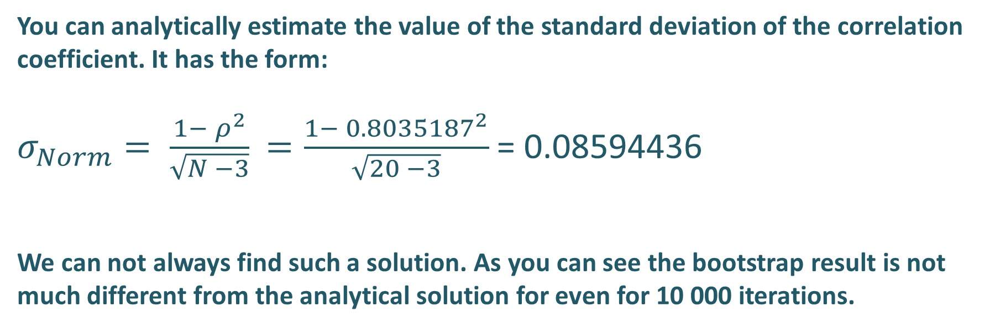 You can analytically estimate the value of the standard deviation of the correlation
coefficient. It has the form:
σ_Norm = (1− ρ²)/(√(N −3)) = (1− 0.8035187²)/(√(20 −3)) = 0.08594436
We can not always find such a solution. As you can see the bootstrap result is not
much different from the analytical solution for even for 10 000 iterations.